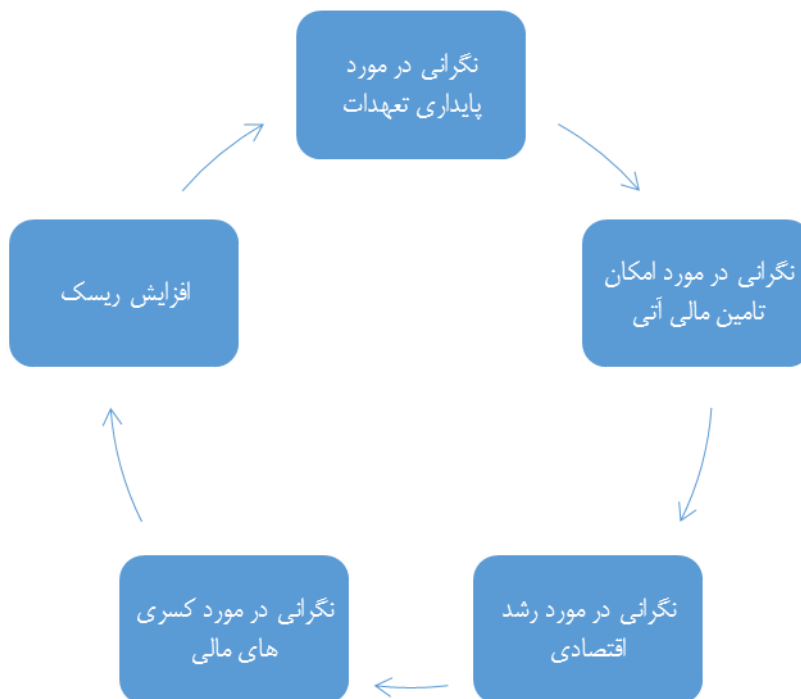 نگرانی در مورد
پایداری تعهدات
نگرانی در مورد امکان
تامین مالی آتی
نگرانی در مورد رشد
اقتصادی
نگرانی در مورد کسری
های مالی
افزایش ریسک